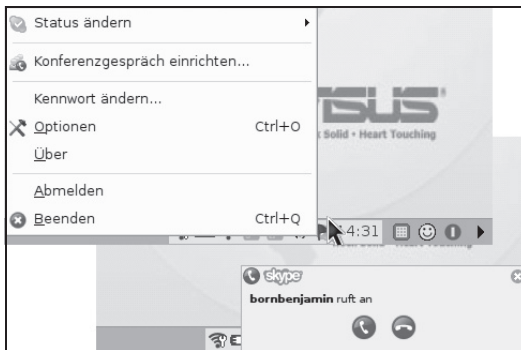 Status ändern
Konferenzgespräch einrichten...
Kennwort ändern...
Optionen Ctrl+O
Über
Abmelden
Beenden Ctrl+Q
Solid • Heart Touching
4:31
skype
bornbenjamin ruft an